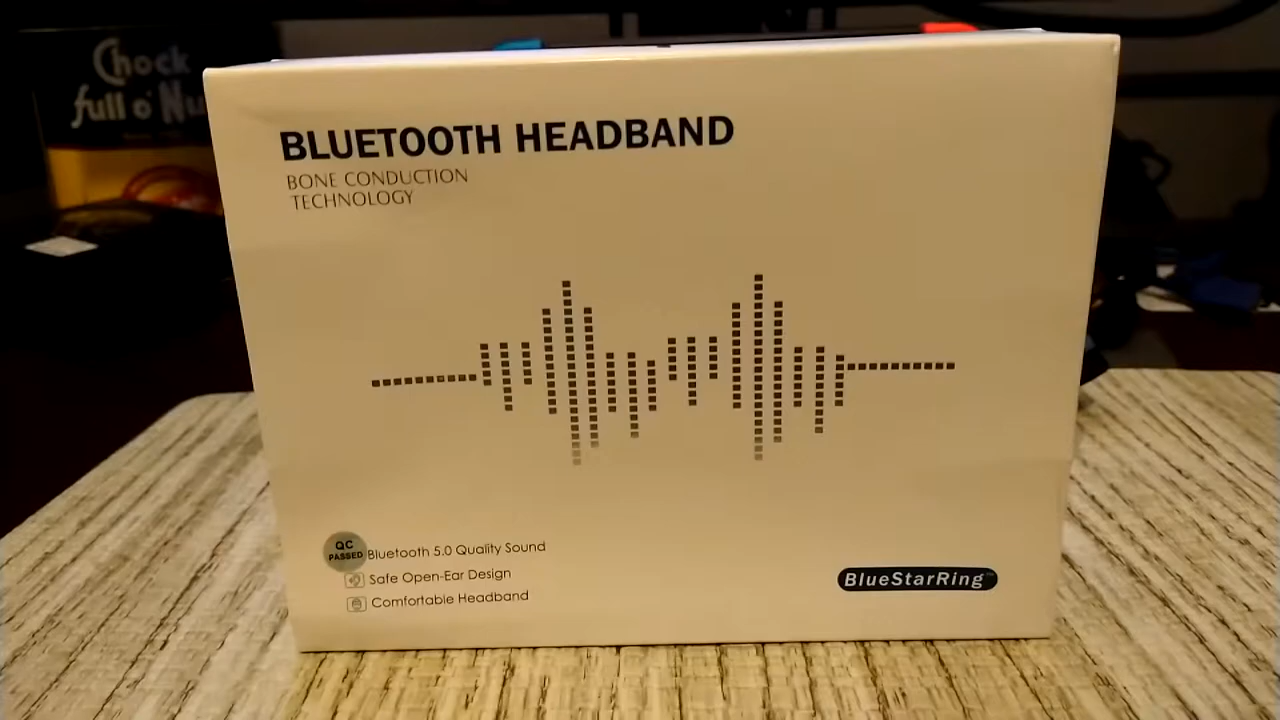 Chock
full o' Nu
BLUETOOTH HEADBAND
BONE CONDUCTION
TECHNOLOGY
QC
PASSED
Bluetooth 5.0 Quality Sound
Safe Open-Ear Design
Comfortable Headband
BlueStarRing™